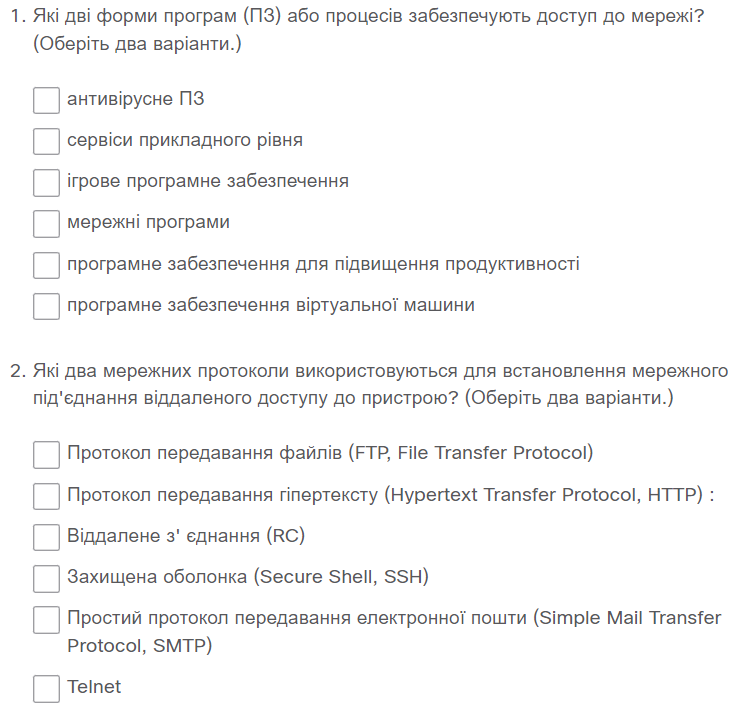 1. Які дві форми програм (ПЗ) або процесів забезпечують доступ до мережі?
(Оберіть два варіанти.)
антивірусне ПЗ
сервіси прикладного рівня
ігрове програмне забезпечення
мережні програми
програмне забезпечення для підвищення продуктивності
програмне забезпечення віртуальної машини
2. Які два мережних протоколи використовуються для встановлення мережного
під'єднання віддаленого доступу до пристрою? (Оберіть два варіанти.)
Протокол передавання файлів (FTP, File Transfer Protocol)
Протокол передавання гіпертексту (Hypertext Transfer Protocol, HTTP) :
Віддалене з' єднання (RC)
Захищена оболонка (Secure Shell, SSH)
Простий протокол передавання електронної пошти (Simple Mail Transfer
Protocol, SMTP)
Telnet